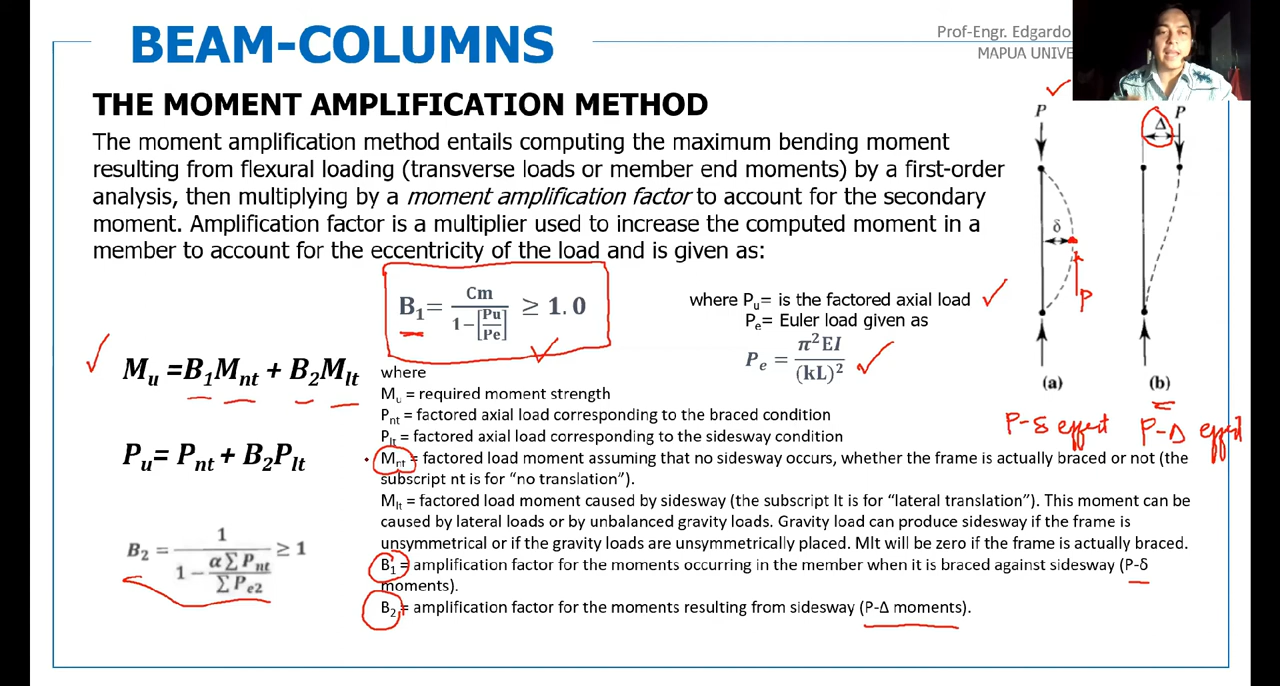 BEAM-COLUMNS
Prof-Engr. Edgardo
MAPUA UNIVE
THE MOMENT AMPLIFICATION METHOD
The moment amplification method entails computing the maximum bending moment
resulting from flexural loading (transverse loads or member end moments) by a first-order
analysis, then multiplying by a moment amplification factor to account for the secondary
moment. Amplification factor is a multiplier used to increase the computed moment in a
member to account for the eccentricity of the load and is given as:
B₁= Cm / (1−[Pu/Pe]) ≥ 1.0
where Pᵤ= is the factored axial load
Pₑ= Euler load given as
Pₑ = π²EI / (kL)²
Mᵤ =B₁Mₙₜ + B₂Mₗₜ
Pᵤ= Pₙₜ + B₂Pₗₜ
B₂ = 1 / (1 − α∑Pₙₜ / ∑Pₑ₂) ≥ 1
where
Mᵤ = required moment strength
Pₙₜ = factored axial load corresponding to the braced condition
Pₗₜ = factored axial load corresponding to the sidesway condition
Mₙₜ = factored load moment assuming that no sidesway occurs, whether the frame is actually braced or not (the
subscript nt is for "no translation").
Mₗₜ = factored load moment caused by sidesway (the subscript lt is for "lateral translation"). This moment can be
caused by lateral loads or by unbalanced gravity loads. Gravity load can produce sidesway if the frame is
unsymmetrical or if the gravity loads are unsymmetrically placed. Mlt will be zero if the frame is actually braced.
B₁ = amplification factor for the moments occurring in the member when it is braced against sidesway (P-δ
moments).
B₂ = amplification factor for the moments resulting from sidesway (P-Δ moments).
P
δ
P
(a)
P-δ effect
P
Δ
(b)
P-Δ effect